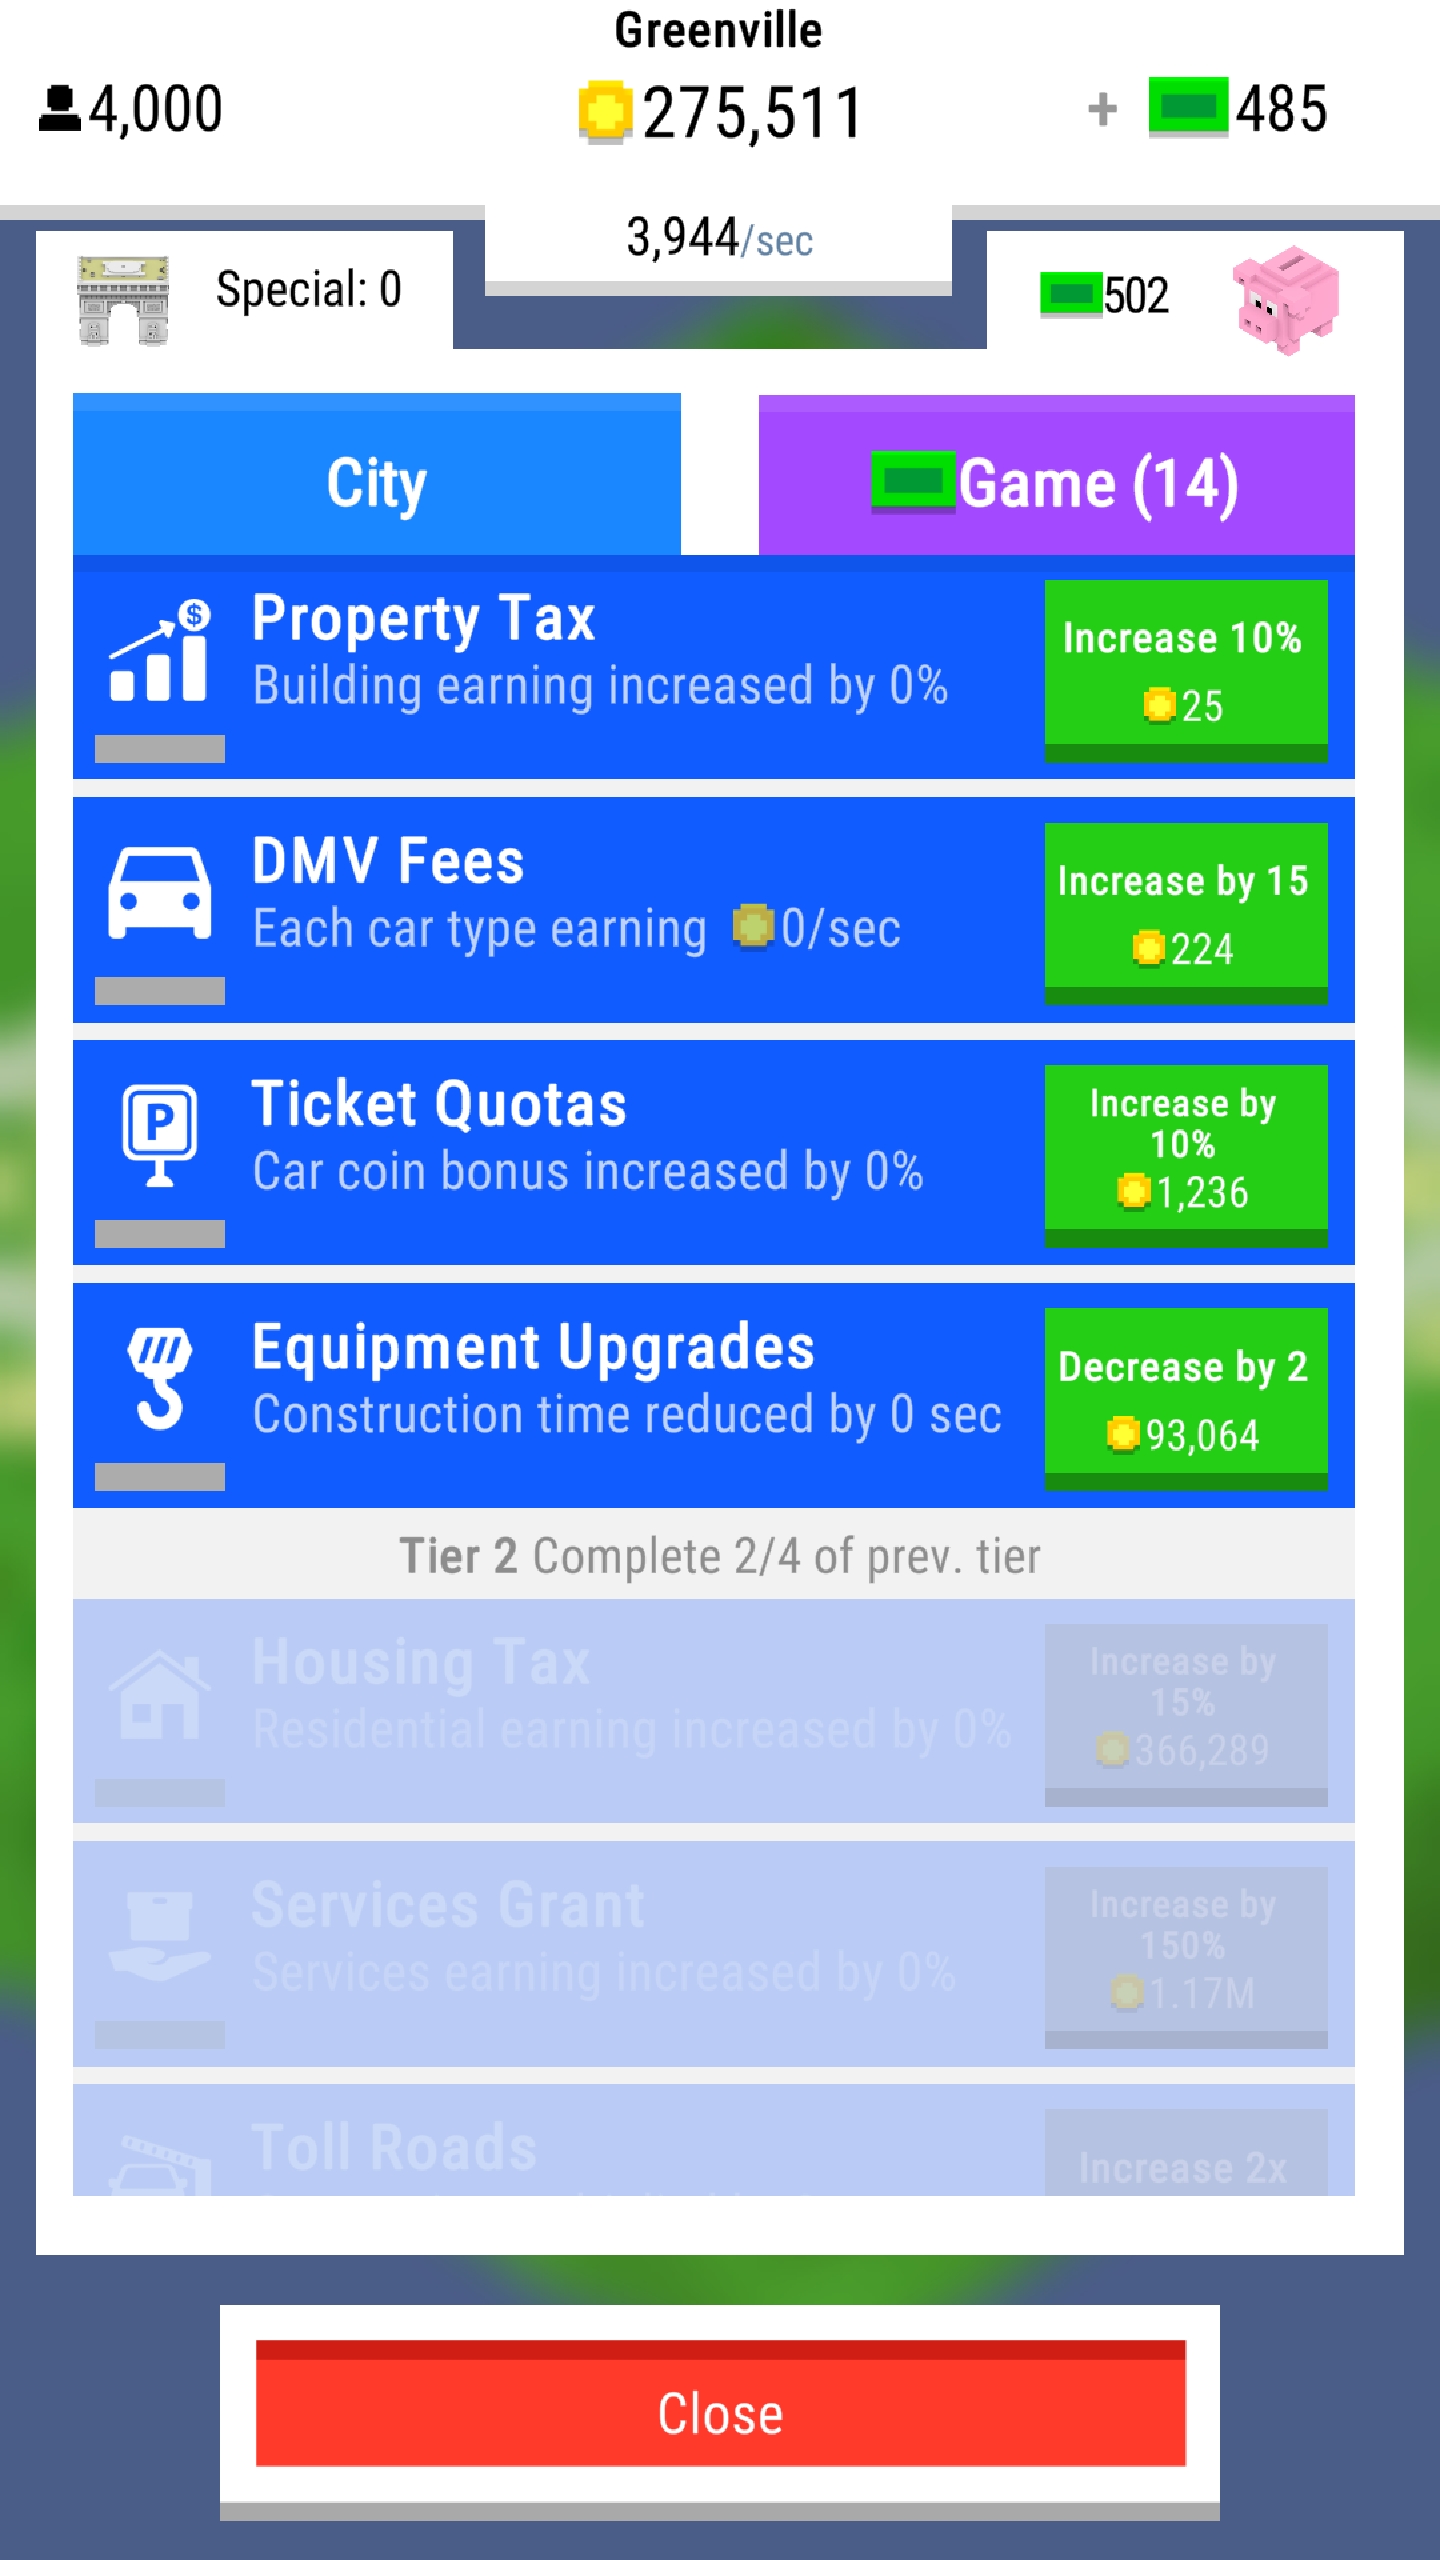 Greenville
4,000
275,511
+ 485
3,944/sec
Special: 0
502
City
Game (14)
Property Tax
Building earning increased by 0%
Increase 10%
25
DMV Fees
Each car type earning 0/sec
Increase by 15
224
Ticket Quotas
Car coin bonus increased by 0%
Increase by
10%
1,236
Equipment Upgrades
Construction time reduced by 0 sec
Decrease by 2
93,064
Tier 2 Complete 2/4 of prev. tier
Housing Tax
Residential earning increased by 0%
Increase by
15%
366,289
Services Grant
Services earning increased by 0%
Increase by
150%
1.17M
Toll Roads
Increase 2x
Close